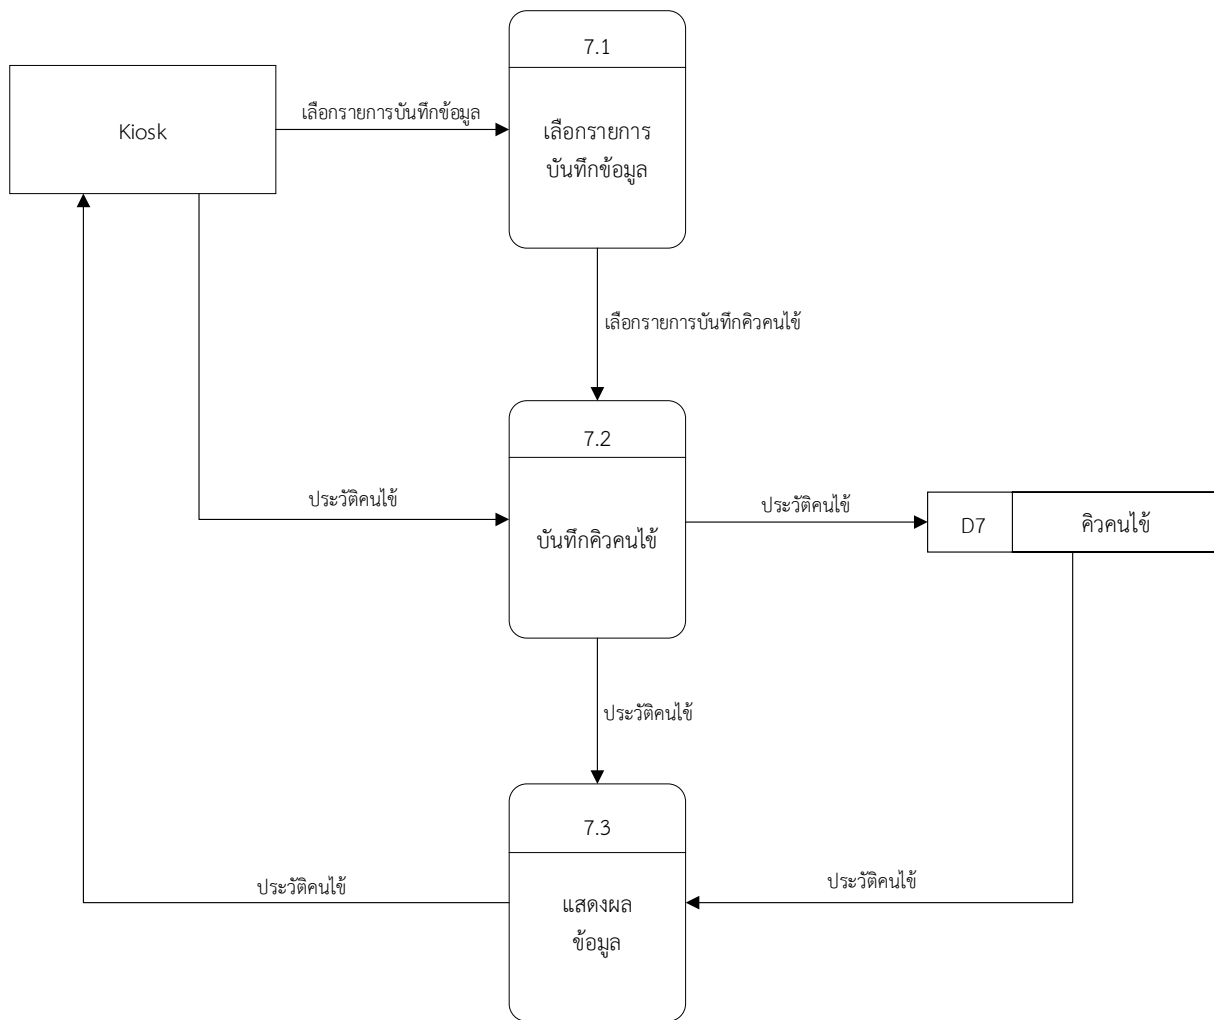 7.1
Kiosk
เลือกรายการบันทึกข้อมูล
เลือกรายการ
บันทึกข้อมูล
เลือกรายการบันทึกคิวคนไข้
7.2
ประวัติคนไข้
บันทึกคิวคนไข้
ประวัติคนไข้
D7
คิวคนไข้
ประวัติคนไข้
7.3
ประวัติคนไข้
แสดงผล
ข้อมูล
ประวัติคนไข้